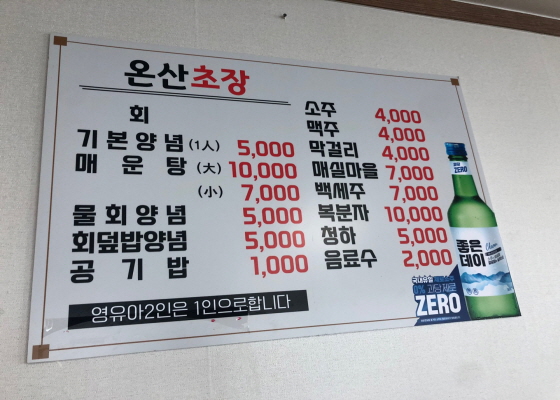 온산초장
회
기본양념(1人) 5,000
매운탕 (大) 10,000
(小) 7,000
물회양념 5,000
회덮밥양념 5,000
공기밥 1,000
영유아2인은 1인으로합니다
소주 4,000
맥주 4,000
막걸리 4,000
매실마을 7,000
백세주 7,000
복분자 10,000
청하 5,000
음료수 2,000
ZERO
좋은
데이
ZERO